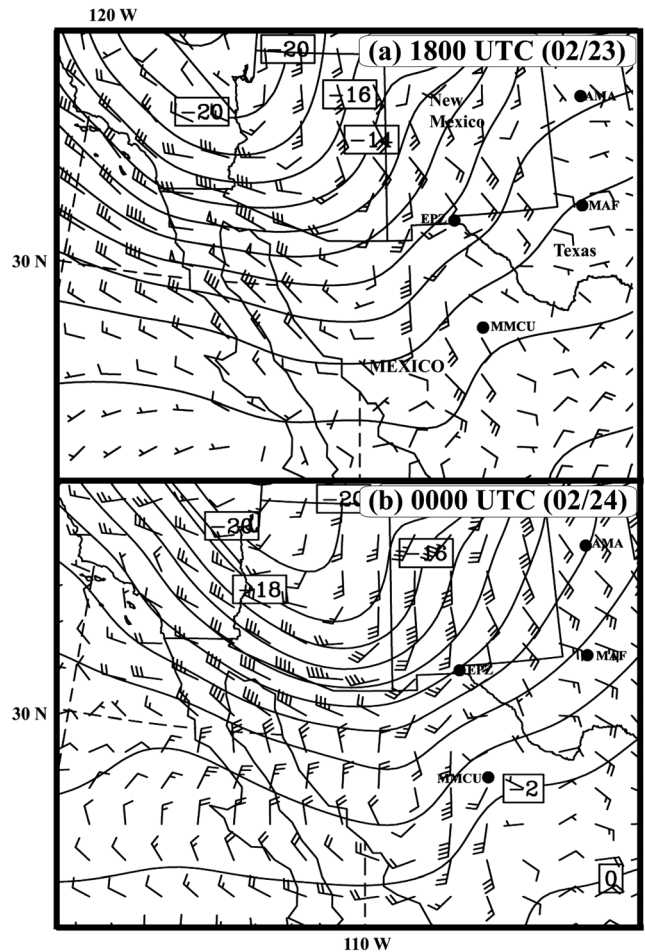 120 W
(a) 1800 UTC (02/23)
-20
-20
-16
-14
New
Mexico
AMA
MAF
EPZ
Texas
30 N
MMCU
MEXICO
(b) 0000 UTC (02/24)
-20
-20
-16
-18
AMA
MAF
EPZ
30 N
MMCU
-2
0
110 W